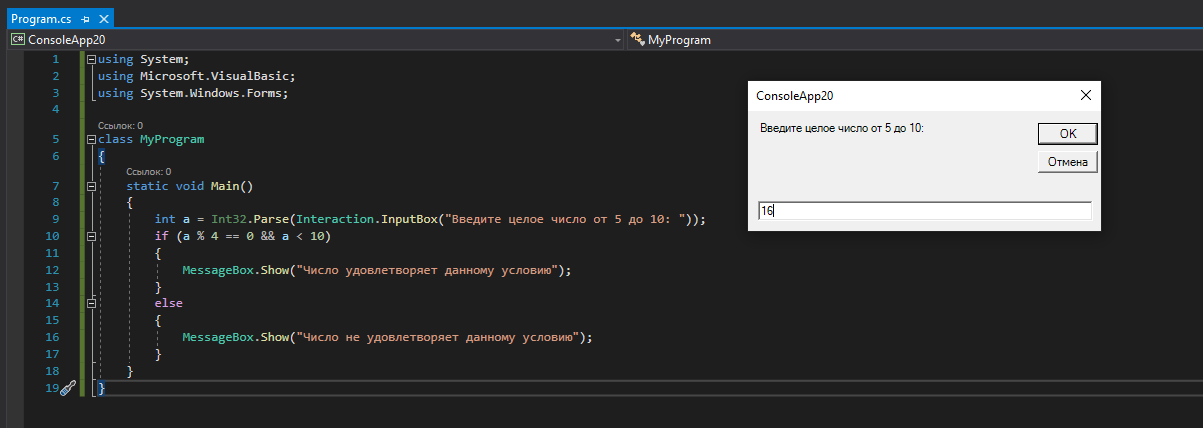 Program.cs
C# ConsoleApp20
MyProgram
1 using System;
2 using Microsoft.VisualBasic;
3 using System.Windows.Forms;
4
Ссылок: 0
5 class MyProgram
6 {
Ссылок: 0
7 static void Main()
8 {
9 int a = Int32.Parse(Interaction.InputBox("Введите целое число от 5 до 10: "));
10 if (a % 4 == 0 && a < 10)
11 {
12 MessageBox.Show("Число удовлетворяет данному условию");
13 }
14 else
15 {
16 MessageBox.Show("Число не удовлетворяет данному условию");
17 }
18 }
19 }
ConsoleApp20
Введите целое число от 5 до 10:
OK
Отмена
16